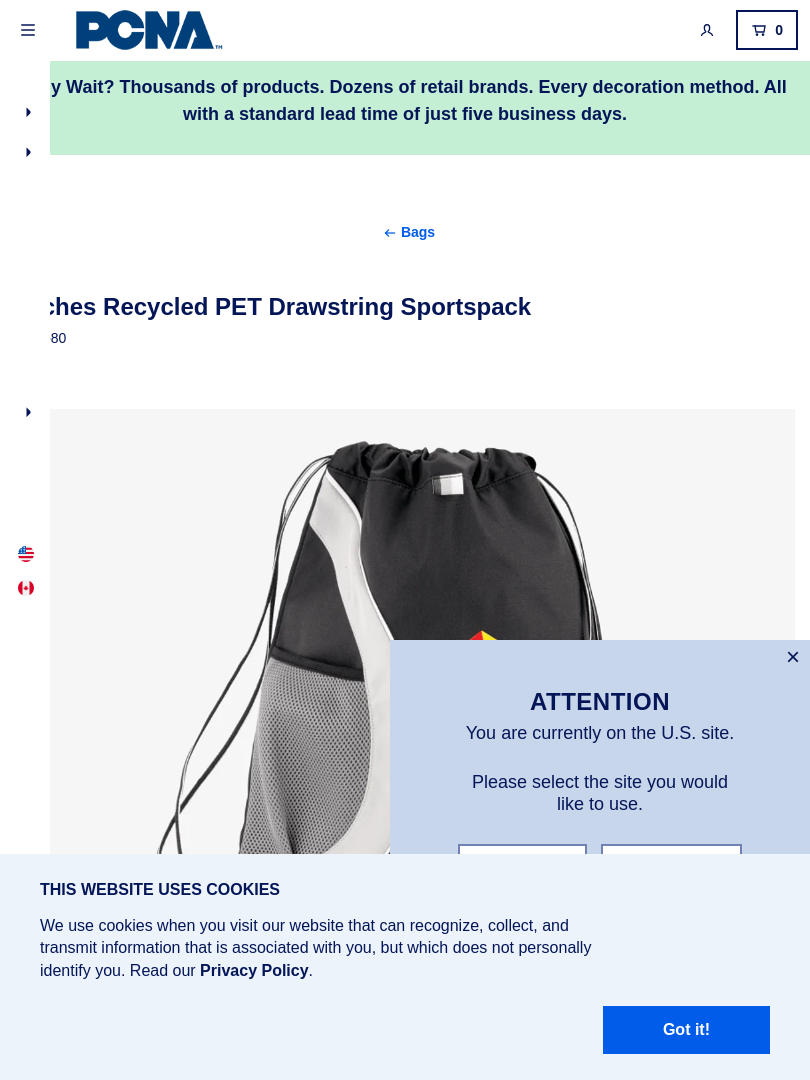 PCNA™
0
y Wait? Thousands of products. Dozens of retail brands. Every decoration method. All
with a standard lead time of just five business days.
← Bags
ches Recycled PET Drawstring Sportspack
80
×
ATTENTION
You are currently on the U.S. site.
Please select the site you would
like to use.
THIS WEBSITE USES COOKIES
We use cookies when you visit our website that can recognize, collect, and
transmit information that is associated with you, but which does not personally
identify you. Read our Privacy Policy.
Got it!